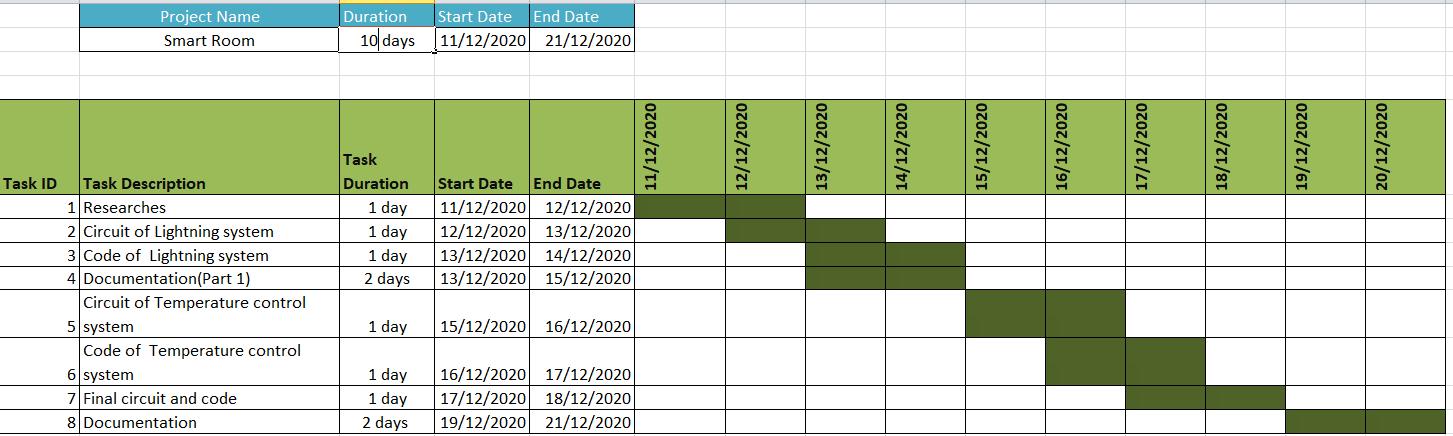 Project Name Duration Start Date End Date
Smart Room 10 days 11/12/2020 21/12/2020
11/12/2020 12/12/2020 13/12/2020 14/12/2020 15/12/2020 16/12/2020 17/12/2020 18/12/2020 19/12/2020 20/12/2020
Task
Task ID Task Description Duration Start Date End Date
1 Researches 1 day 11/12/2020 12/12/2020
2 Circuit of Lightning system 1 day 12/12/2020 13/12/2020
3 Code of Lightning system 1 day 13/12/2020 14/12/2020
4 Documentation(Part 1) 2 days 13/12/2020 15/12/2020
Circuit of Temperature control
5 system 1 day 15/12/2020 16/12/2020
Code of Temperature control
6 system 1 day 16/12/2020 17/12/2020
7 Final circuit and code 1 day 17/12/2020 18/12/2020
8 Documentation 2 days 19/12/2020 21/12/2020